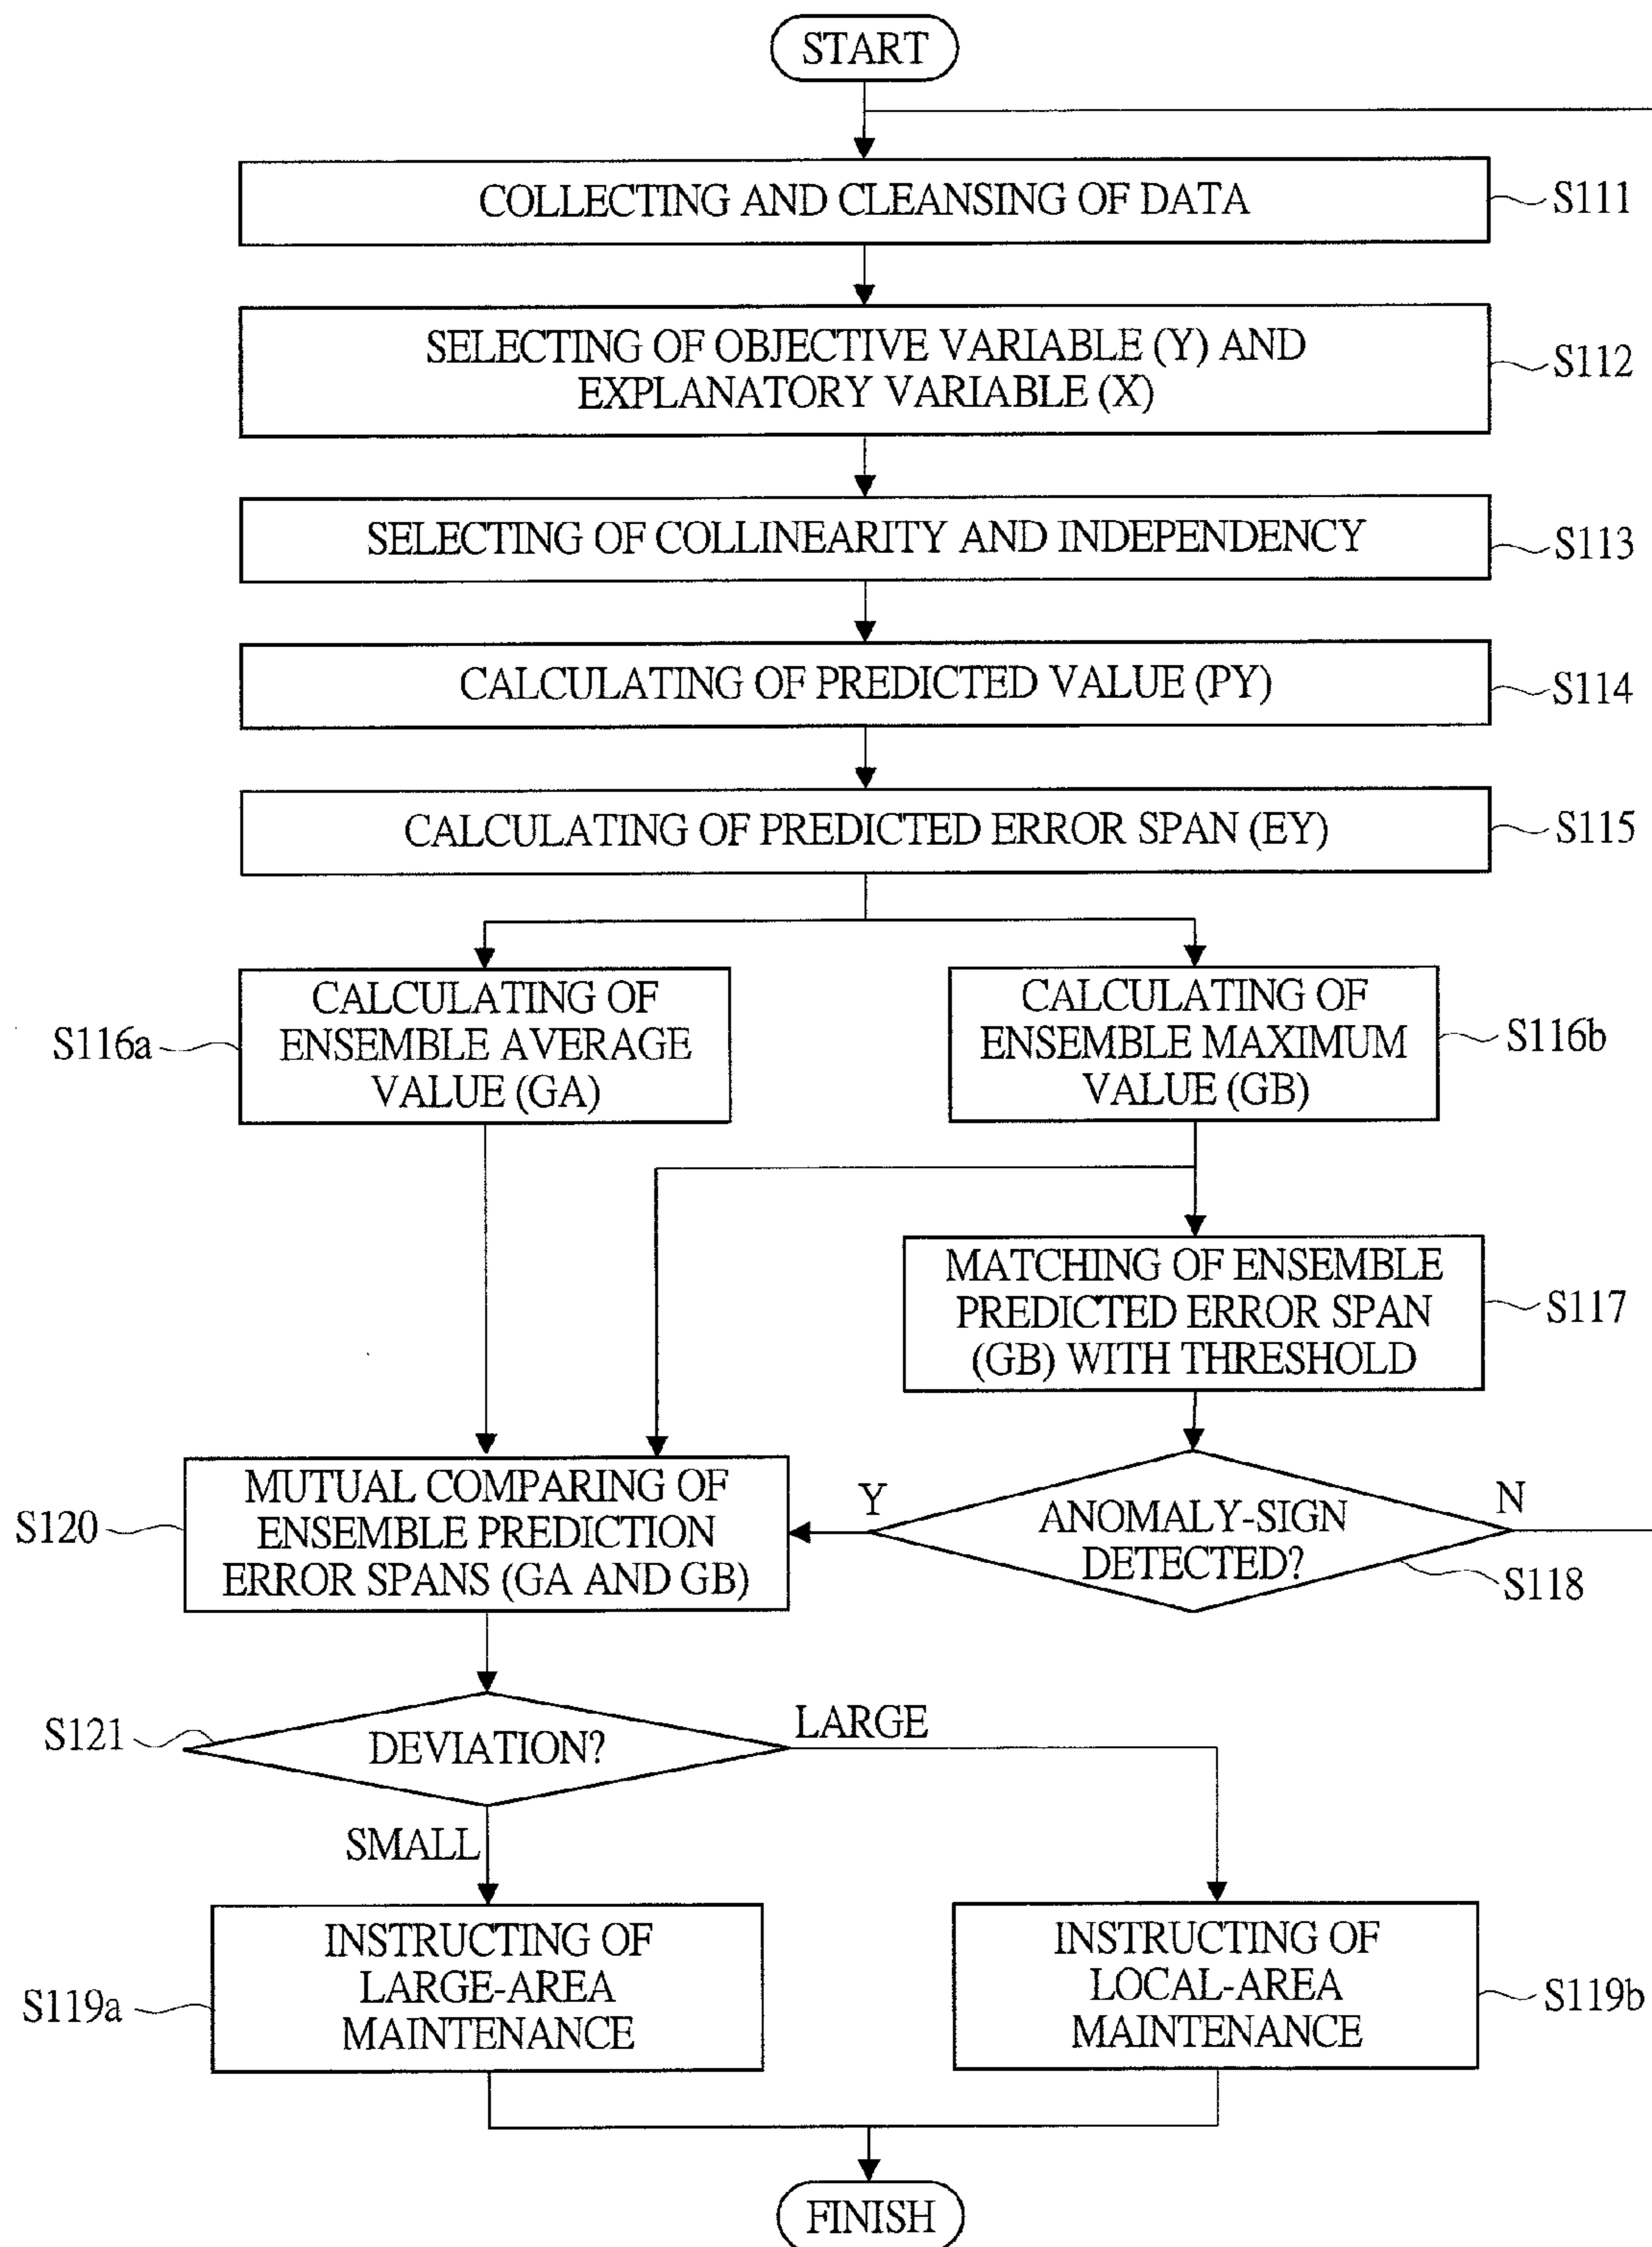 START
COLLECTING AND CLEANSING OF DATA
S111
SELECTING OF OBJECTIVE VARIABLE (Y) AND
EXPLANATORY VARIABLE (X)
S112
SELECTING OF COLLINEARITY AND INDEPENDENCY
S113
CALCULATING OF PREDICTED VALUE (PY)
S114
CALCULATING OF PREDICTED ERROR SPAN (EY)
S115
S116a
CALCULATING OF
ENSEMBLE AVERAGE
VALUE (GA)
CALCULATING OF
ENSEMBLE MAXIMUM
VALUE (GB)
S116b
MATCHING OF ENSEMBLE
PREDICTED ERROR SPAN
(GB) WITH THRESHOLD
S117
S120
MUTUAL COMPARING OF
ENSEMBLE PREDICTION
ERROR SPANS (GA AND GB)
Y
ANOMALY-SIGN
DETECTED?
N
S118
S121
DEVIATION?
LARGE
SMALL
S119a
INSTRUCTING OF
LARGE-AREA
MAINTENANCE
INSTRUCTING OF
LOCAL-AREA
MAINTENANCE
S119b
FINISH